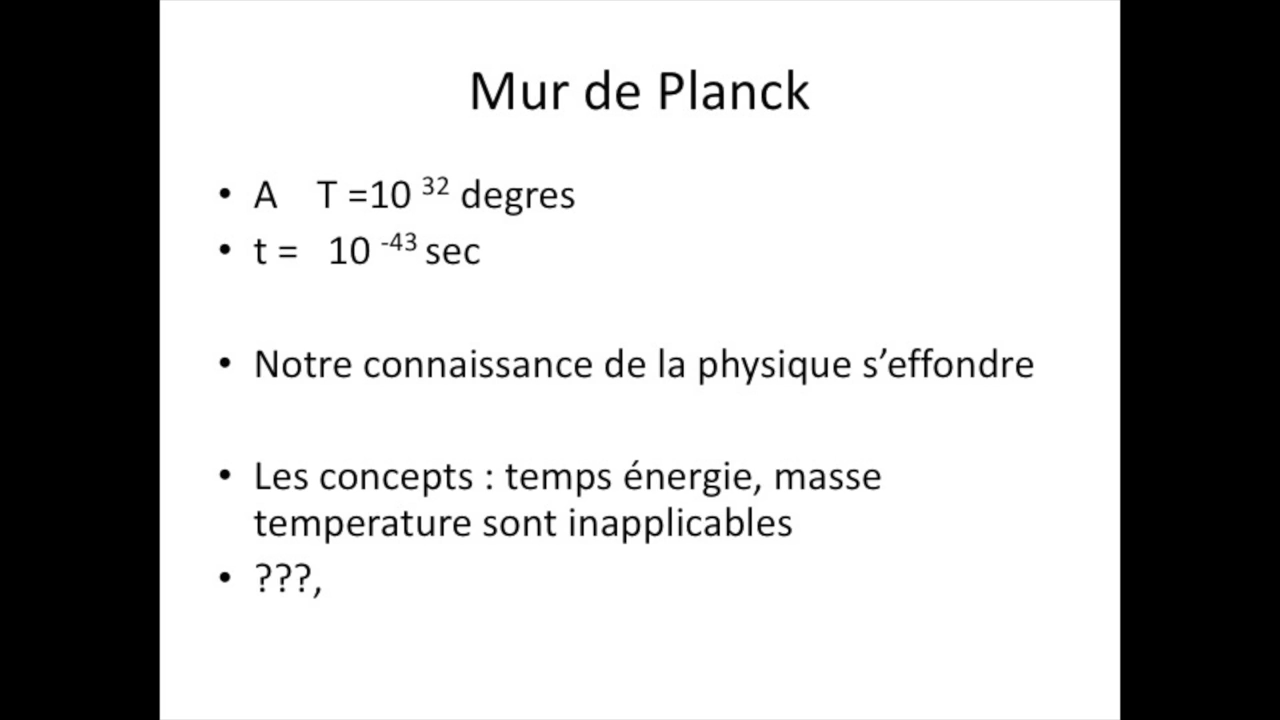 Mur de Planck
• A T =10 ³² degres
• t = 10 ⁻⁴³ sec
• Notre connaissance de la physique s’effondre
• Les concepts : temps énergie, masse
temperature sont inapplicables
• ???,